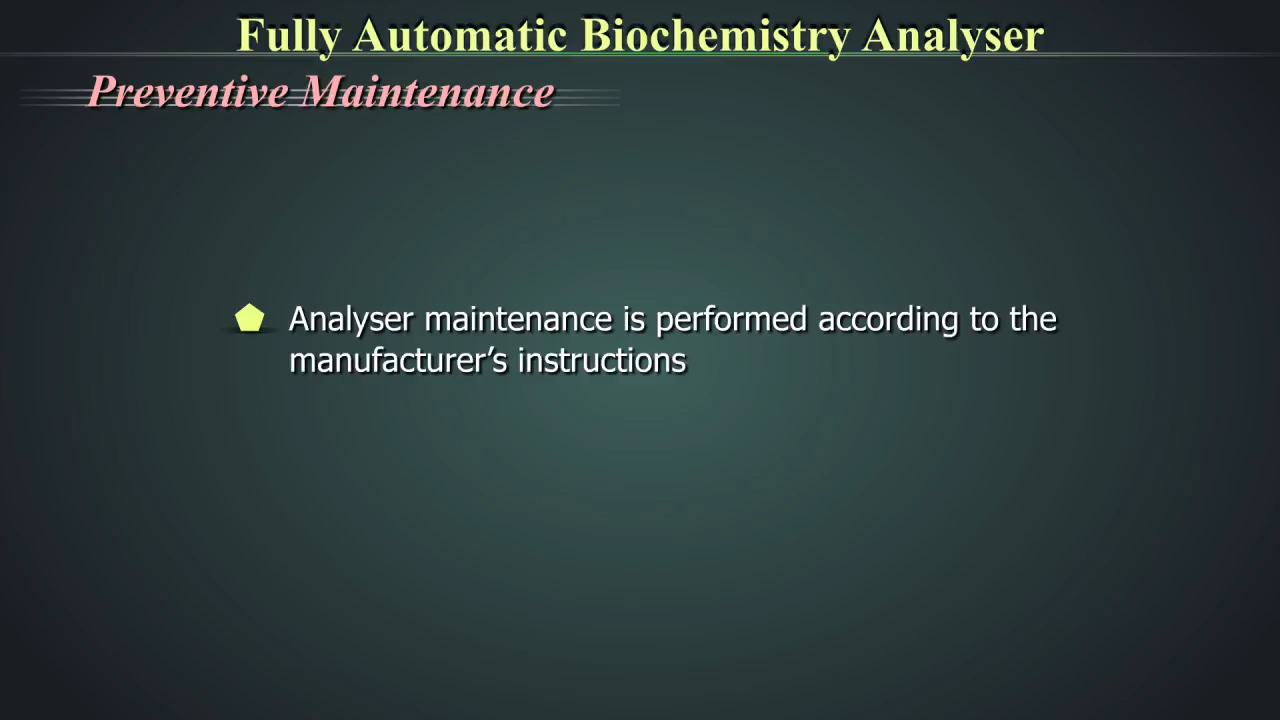 Fully Automatic Biochemistry Analyser
Preventive Maintenance
Analyser maintenance is performed according to the
manufacturer’s instructions